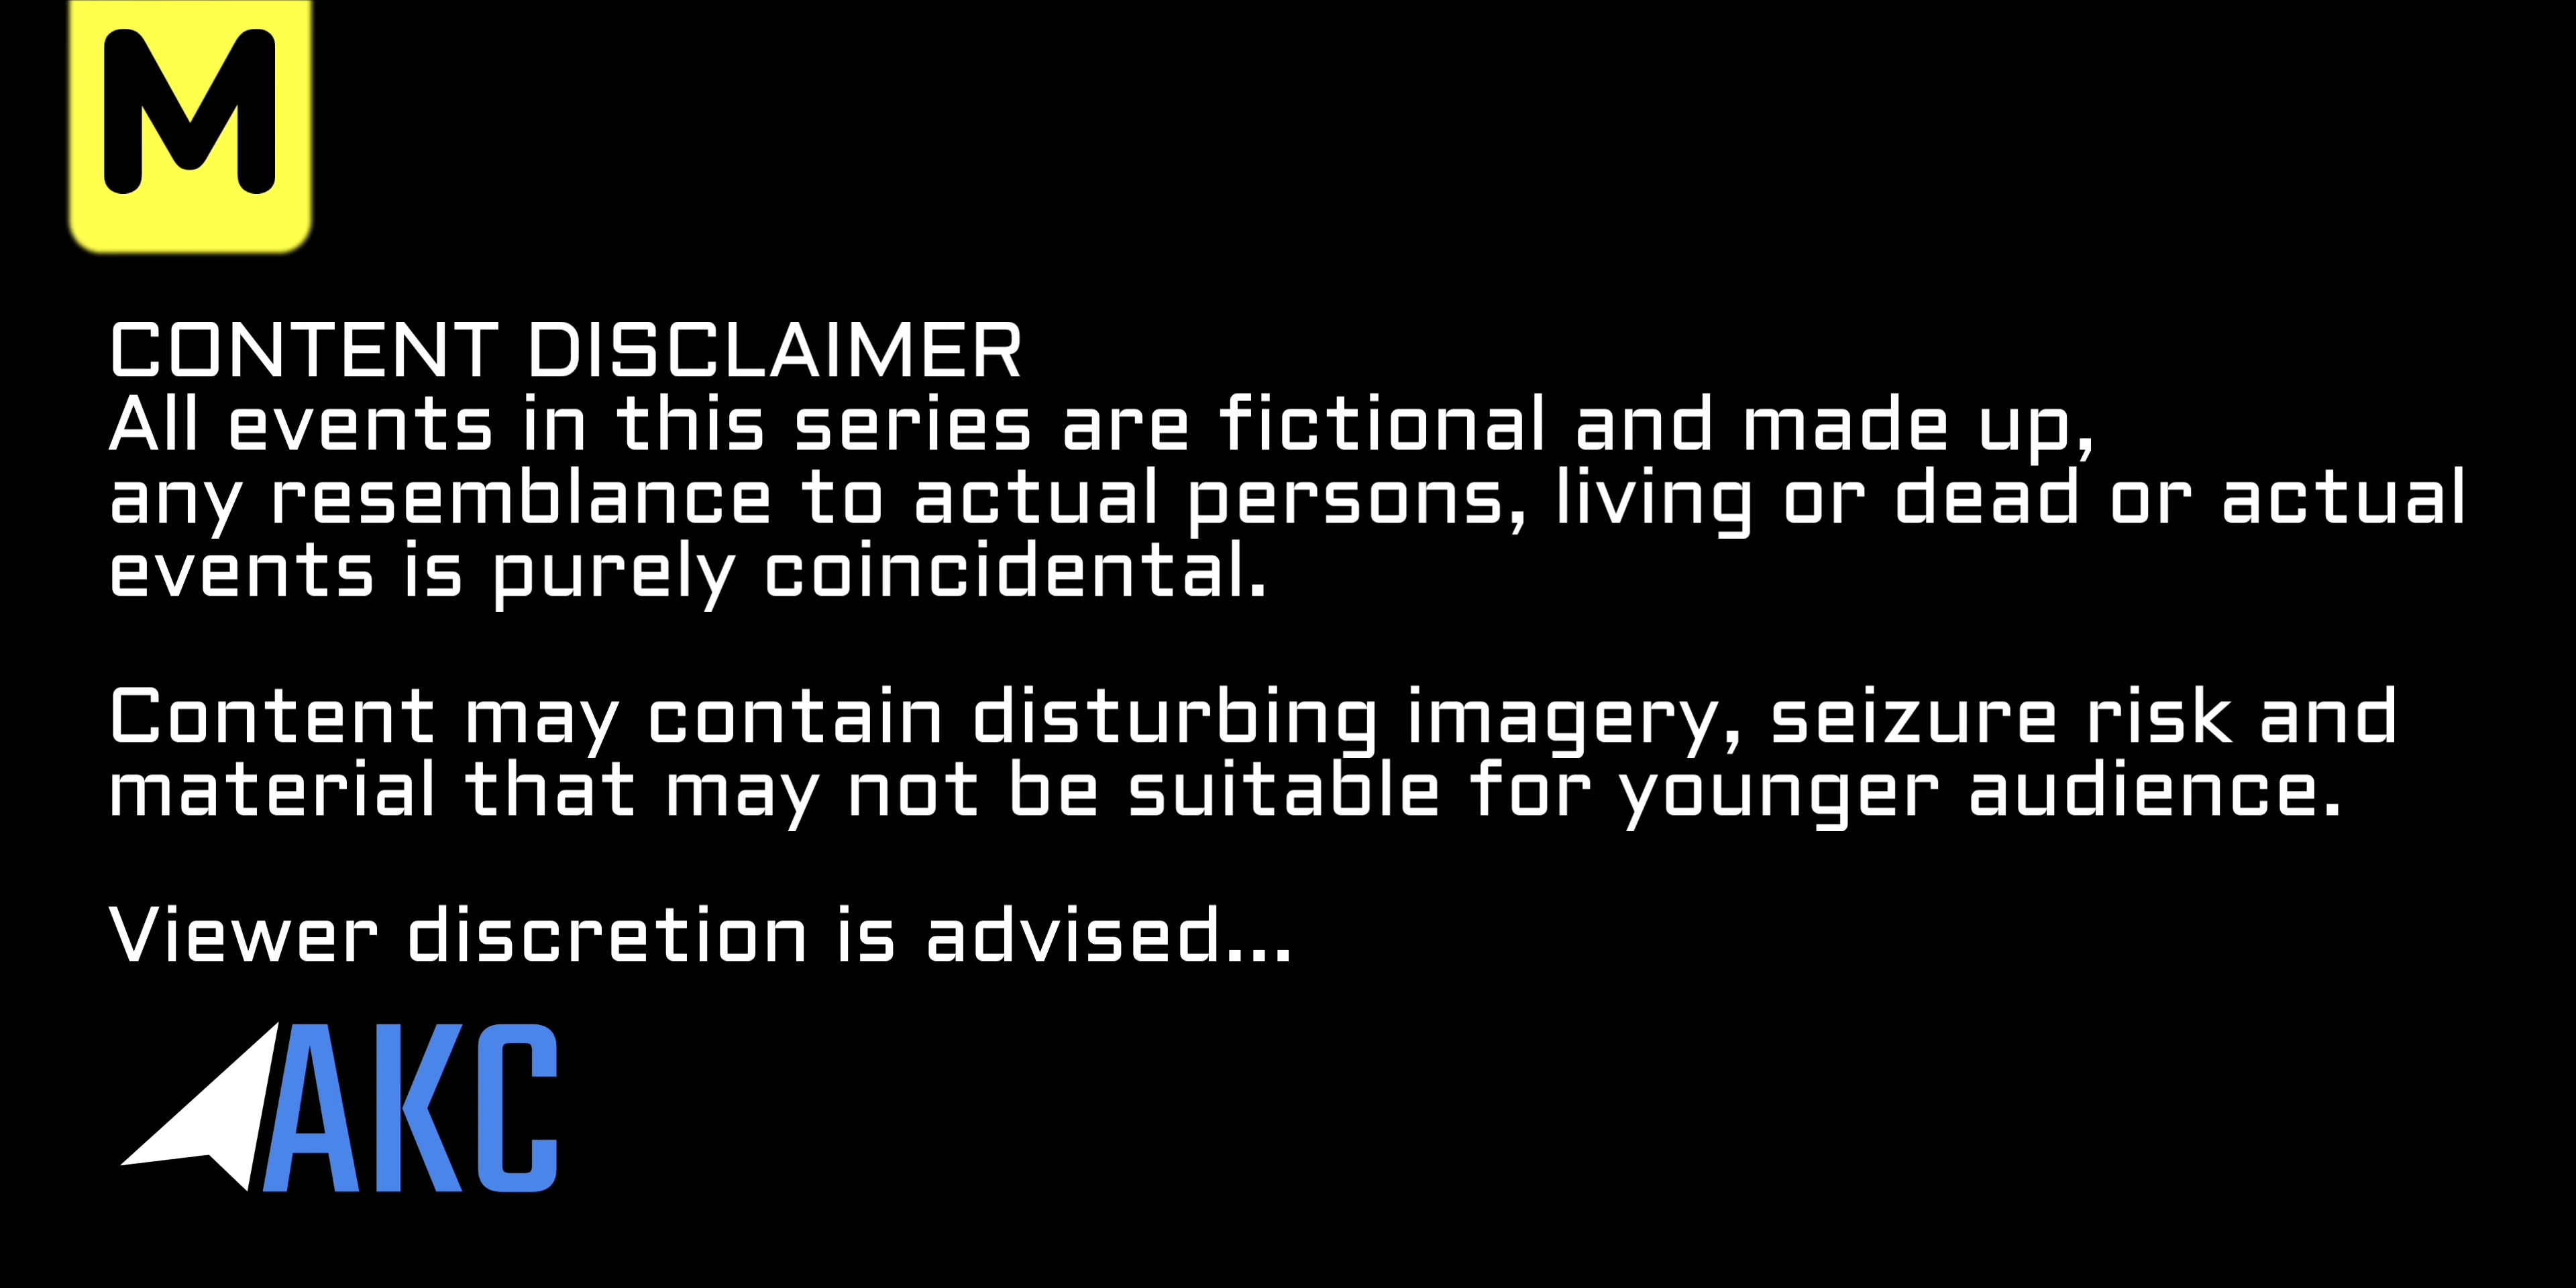 M
CONTENT DISCLAIMER
All events in this series are fictional and made up,
any resemblance to actual persons, living or dead or actual
events is purely coincidental.
Content may contain disturbing imagery, seizure risk and
material that may not be suitable for younger audience.
Viewer discretion is advised...
AKC